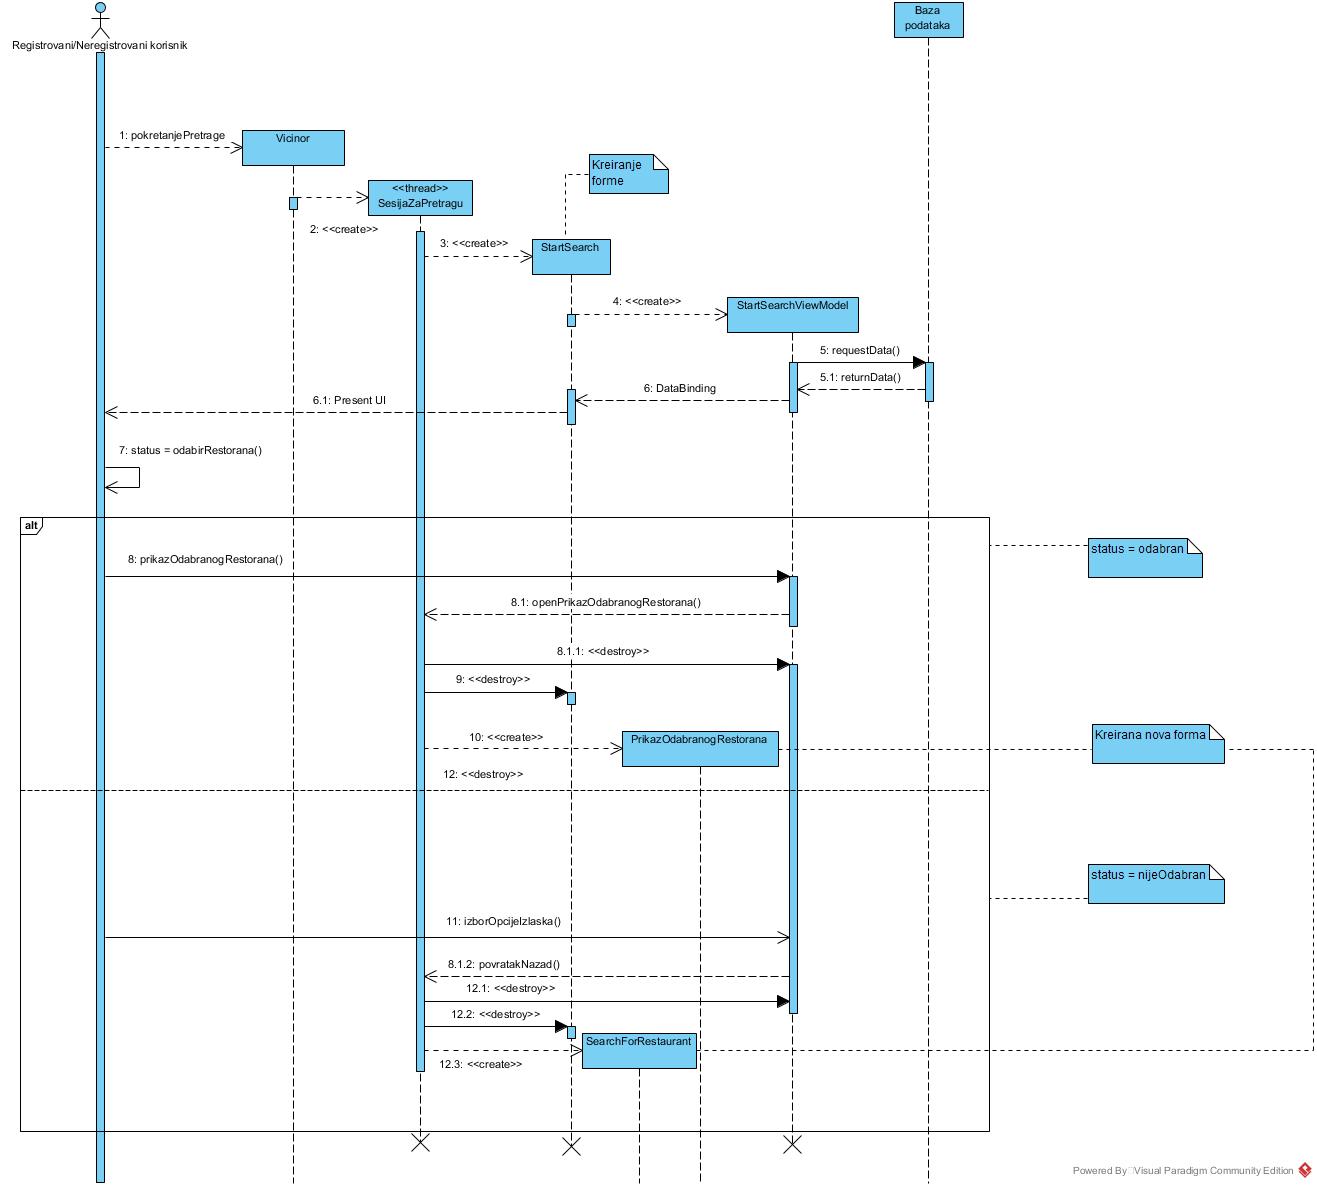 Baza
podataka
Registrovani/Neregistrovani korisnik
1: pokretanjePretrage
Vicinor
Kreiranje
forme
<<thread>>
SesijaZaPretragu
2: <<create>>
3: <<create>>
StartSearch
4: <<create>>
StartSearchViewModel
5: requestData()
5.1: returnData()
6: DataBinding
6.1: Present UI
7: status = odabirRestorana()
alt
status = odabran
8: prikazOdabranogRestorana()
8.1: openPrikazOdabranogRestorana()
8.1.1: <<destroy>>
9: <<destroy>>
10: <<create>>
PrikazOdabranogRestorana
Kreirana nova forma
12: <<destroy>>
status = nijeOdabran
11: izborOpcijeIzlaska()
8.1.2: povratakNazad()
12.1: <<destroy>>
12.2: <<destroy>>
SearchForRestaurant
12.3: <<create>>
Powered By Visual Paradigm Community Edition